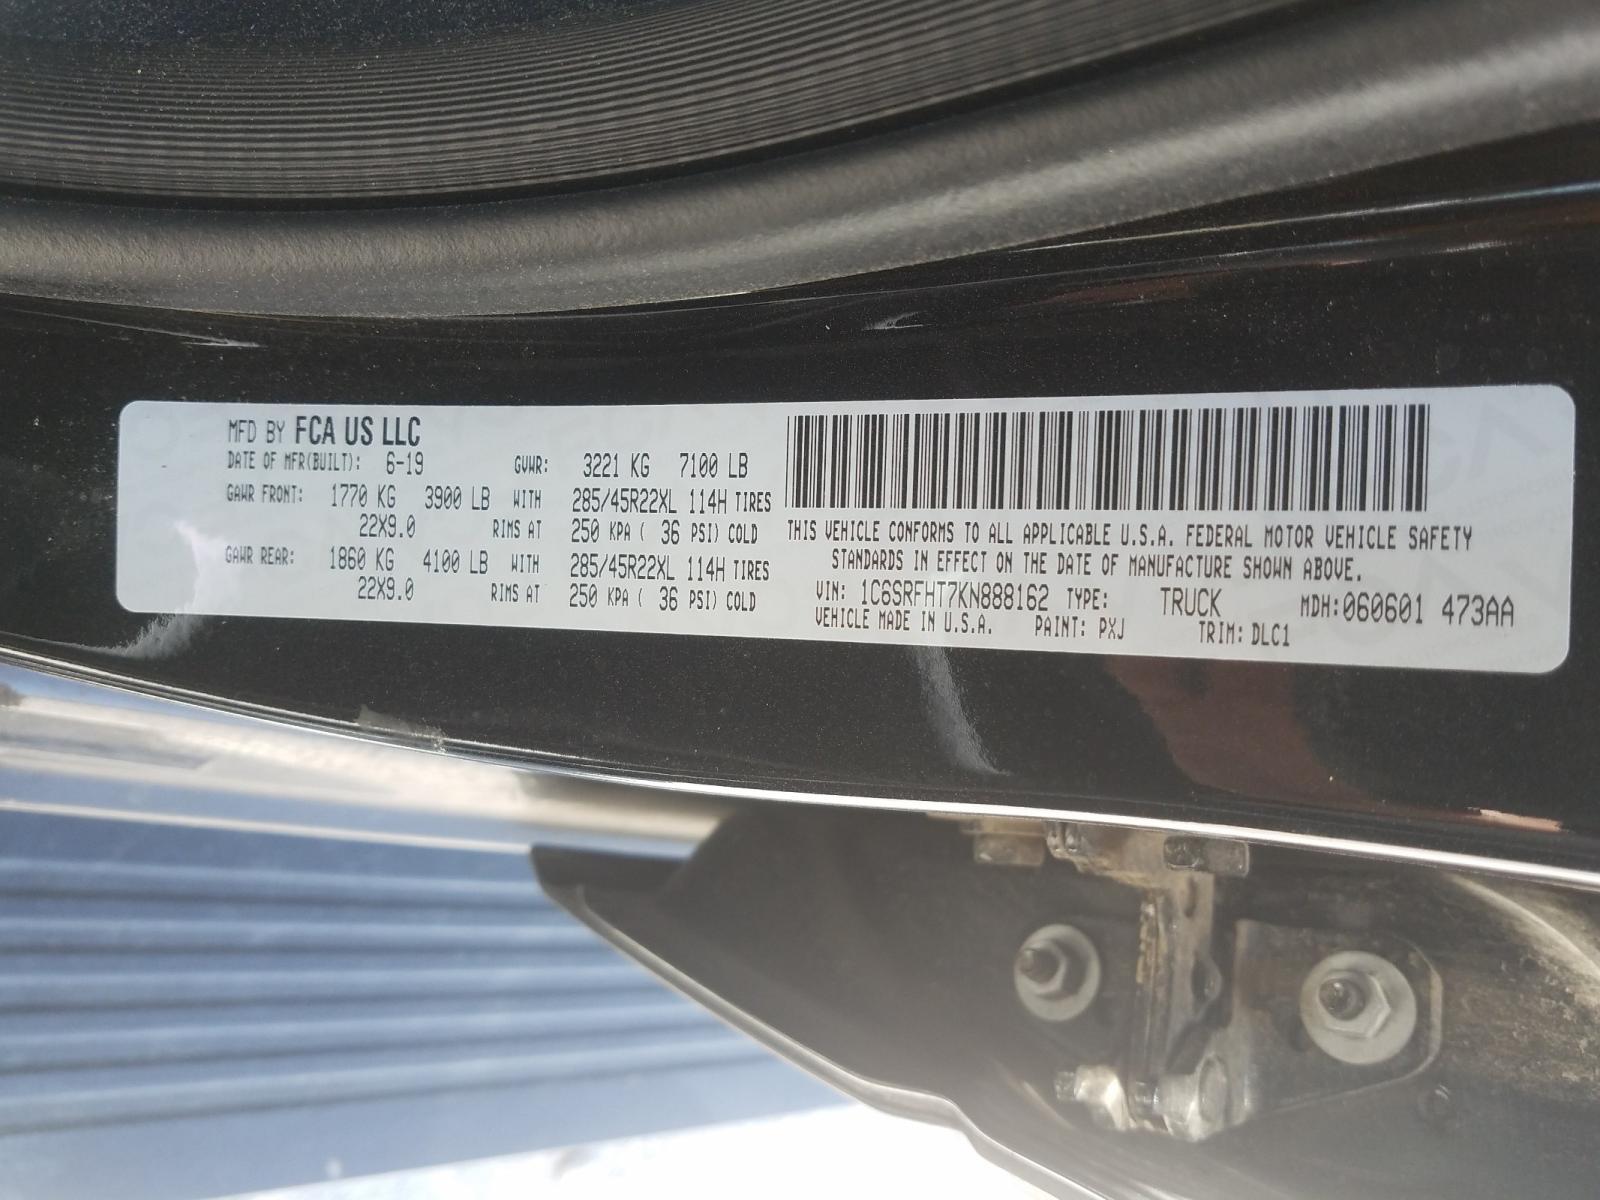 MFD BY FCA US LLC
DATE OF MFR(BUILT): 6-19 GVWR: 3221 KG 7100 LB
GAWR FRONT: 1770 KG 3900 LB WITH 285/45R22XL 114H TIRES
22X9.0 RIMS AT 250 KPA ( 36 PSI) COLD
GAWR REAR: 1860 KG 4100 LB WITH 285/45R22XL 114H TIRES
22X9.0 RIMS AT 250 KPA ( 36 PSI) COLD
THIS VEHICLE CONFORMS TO ALL APPLICABLE U.S.A. FEDERAL MOTOR VEHICLE SAFETY
STANDARDS IN EFFECT ON THE DATE OF MANUFACTURE SHOWN ABOVE.
VIN: 1C6SRFHT7KN888162 TYPE: TRUCK MDH:060601 473AA
VEHICLE MADE IN U.S.A. PAINT: PXJ TRIM: DLC1